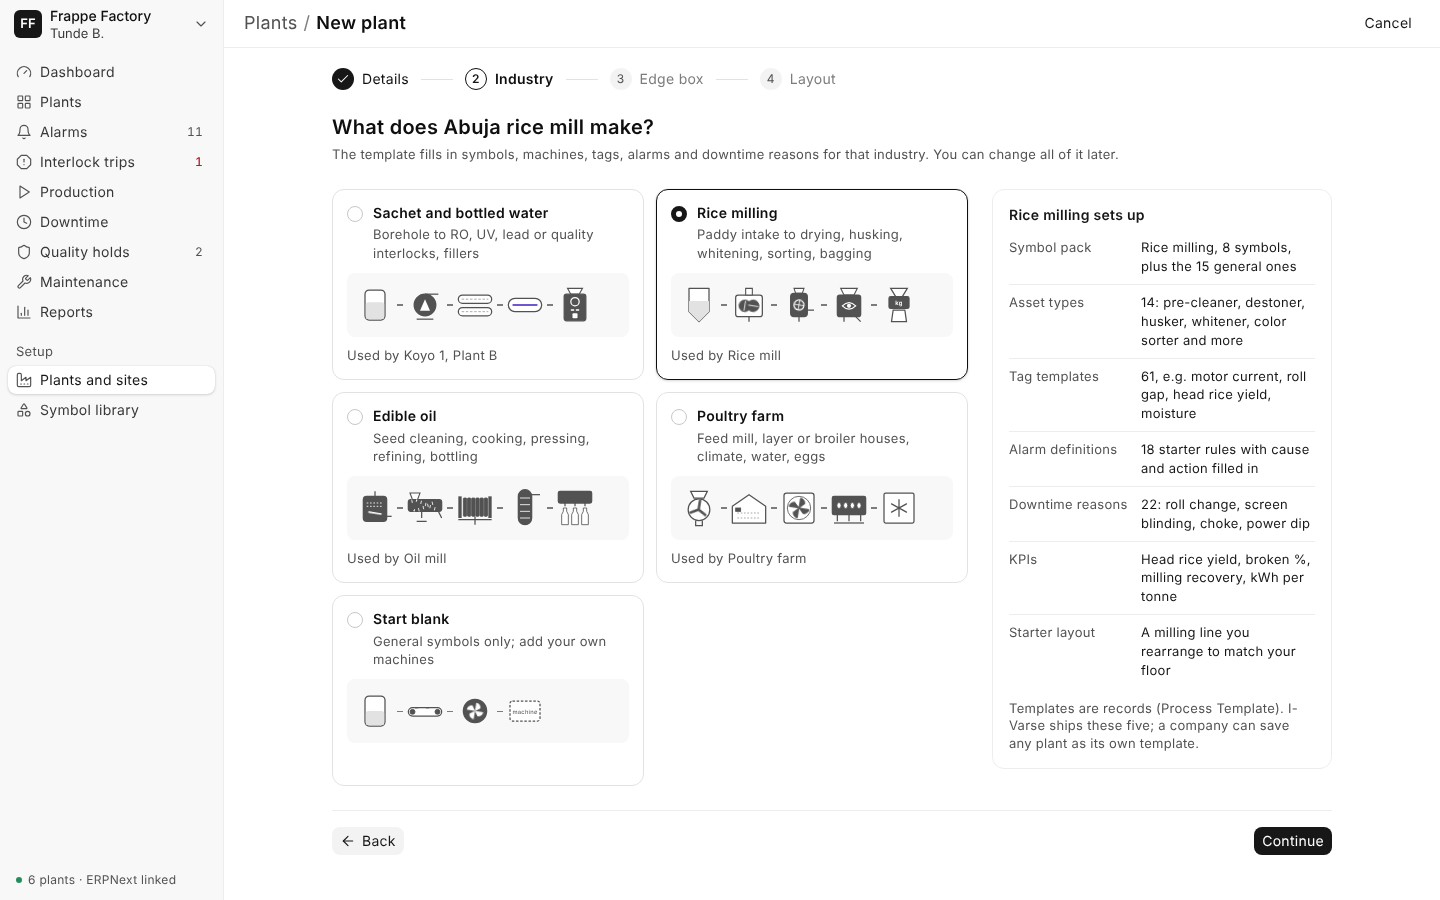 FF
Frappe Factory
Tunde B.
Dashboard
Plants
Alarms 11
Interlock trips 1
Production
Downtime
Quality holds 2
Maintenance
Reports
Setup
Plants and sites
Symbol library
6 plants · ERPNext linked
Plants / New plant
Cancel
Details
2 Industry
3 Edge box
4 Layout
What does Abuja rice mill make?
The template fills in symbols, machines, tags, alarms and downtime reasons for that industry. You can change all of it later.
Sachet and bottled water
Borehole to RO, UV, lead or quality
interlocks, fillers
Used by Koyo 1, Plant B
Rice milling
Paddy intake to drying, husking,
whitening, sorting, bagging
kg
Used by Rice mill
Edible oil
Seed cleaning, cooking, pressing,
refining, bottling
Used by Oil mill
Poultry farm
Feed mill, layer or broiler houses,
climate, water, eggs
Used by Poultry farm
Start blank
General symbols only; add your own
machines
machine
Rice milling sets up
Symbol pack
Rice milling, 8 symbols,
plus the 15 general ones
Asset types
14: pre-cleaner, destoner,
husker, whitener, color
sorter and more
Tag templates
61, e.g. motor current, roll
gap, head rice yield,
moisture
Alarm definitions
18 starter rules with cause
and action filled in
Downtime reasons
22: roll change, screen
blinding, choke, power dip
KPIs
Head rice yield, broken %,
milling recovery, kWh per
tonne
Starter layout
A milling line you
rearrange to match your
floor
Templates are records (Process Template). I-
Varse ships these five; a company can save
any plant as its own template.
Back
Continue